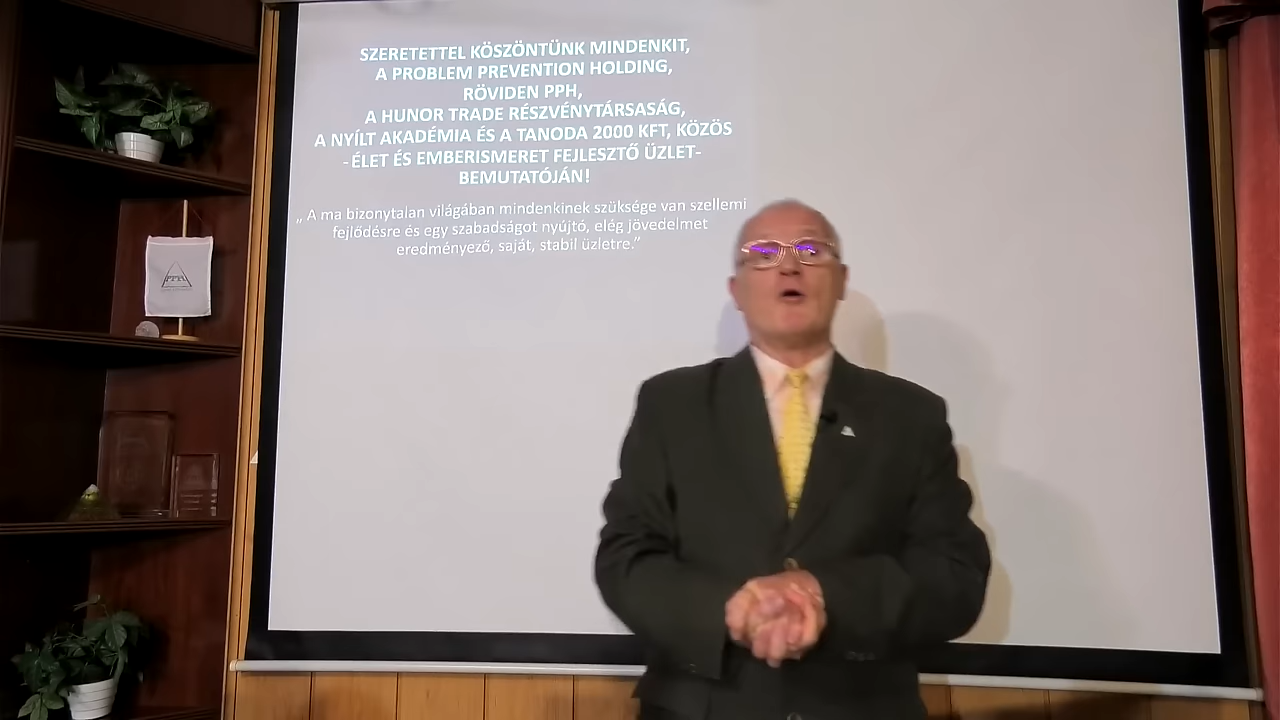 SZERETETTEL KÖSZÖNTÜNK MINDENKIT,
A PROBLEM PREVENTION HOLDING,
RÖVIDEN PPH,
A HUNOR TRADE RÉSZVÉNYTÁRSASÁG,
A NYÍLT AKADÉMIA ÉS A TANODA 2000 KFT, KÖZÖS
-ÉLET ÉS EMBERISMERET FEJLESZTŐ ÜZLET-
BEMUTATÓJÁN!
„ A ma bizonytalan világában mindenkinek szüksége van szellemi
fejlődésre és egy szabadságot nyújtó, elég jövedelmet
eredményező, saját, stabil üzletre.”